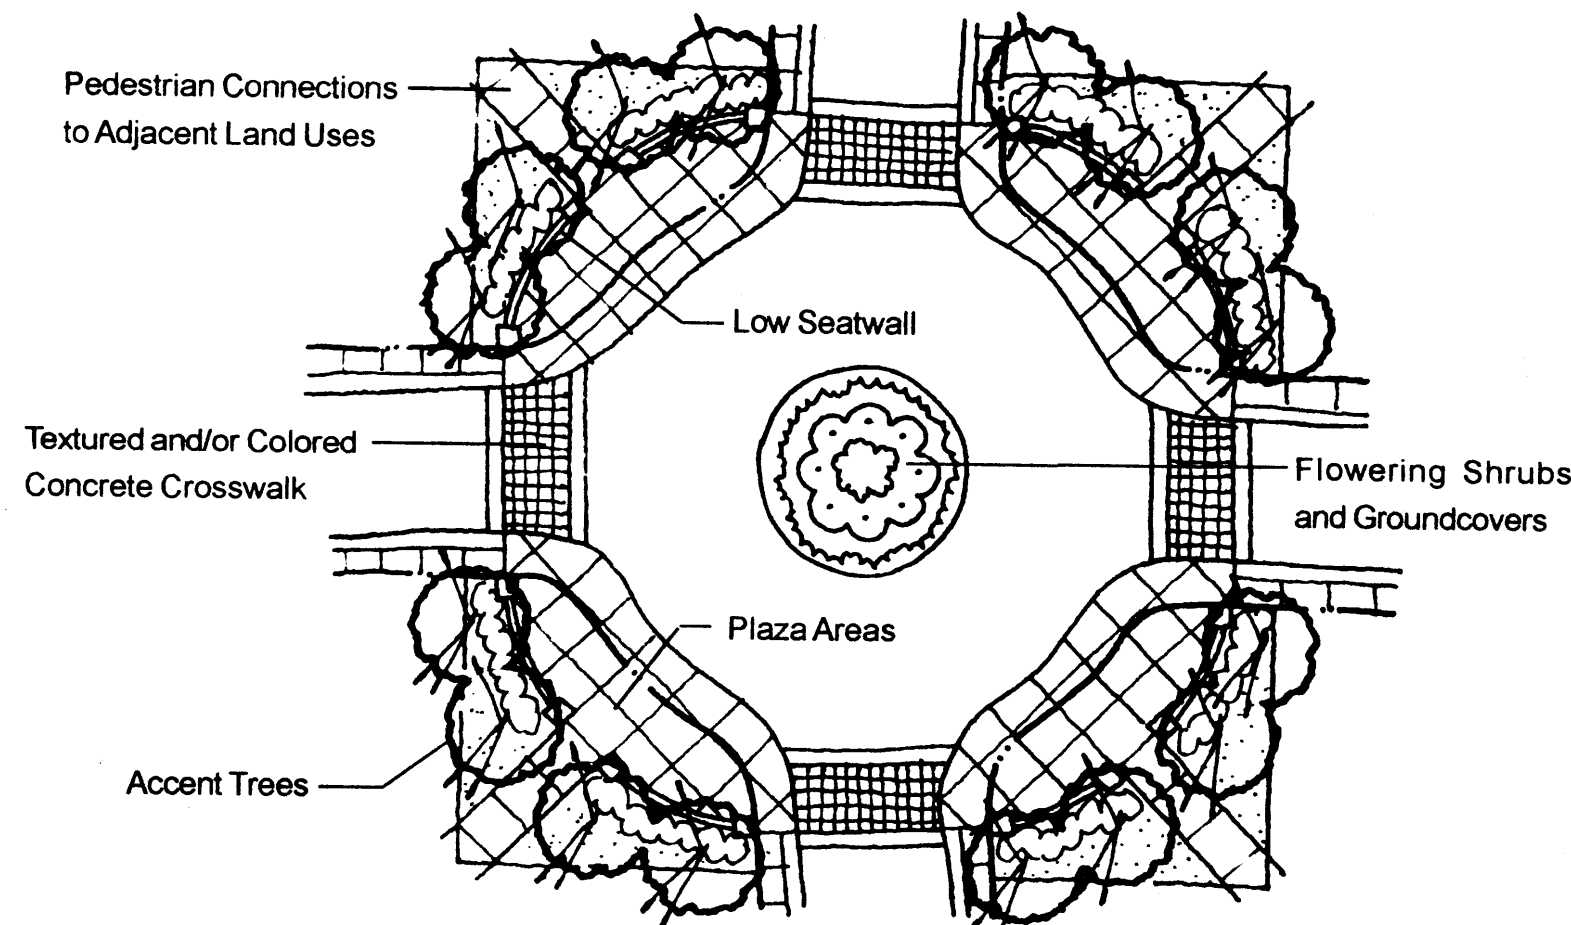 Pedestrian Connections
to Adjacent Land Uses
Low Seatwall
Textured and/or Colored
Concrete Crosswalk
Flowering Shrubs
and Groundcovers
Plaza Areas
Accent Trees